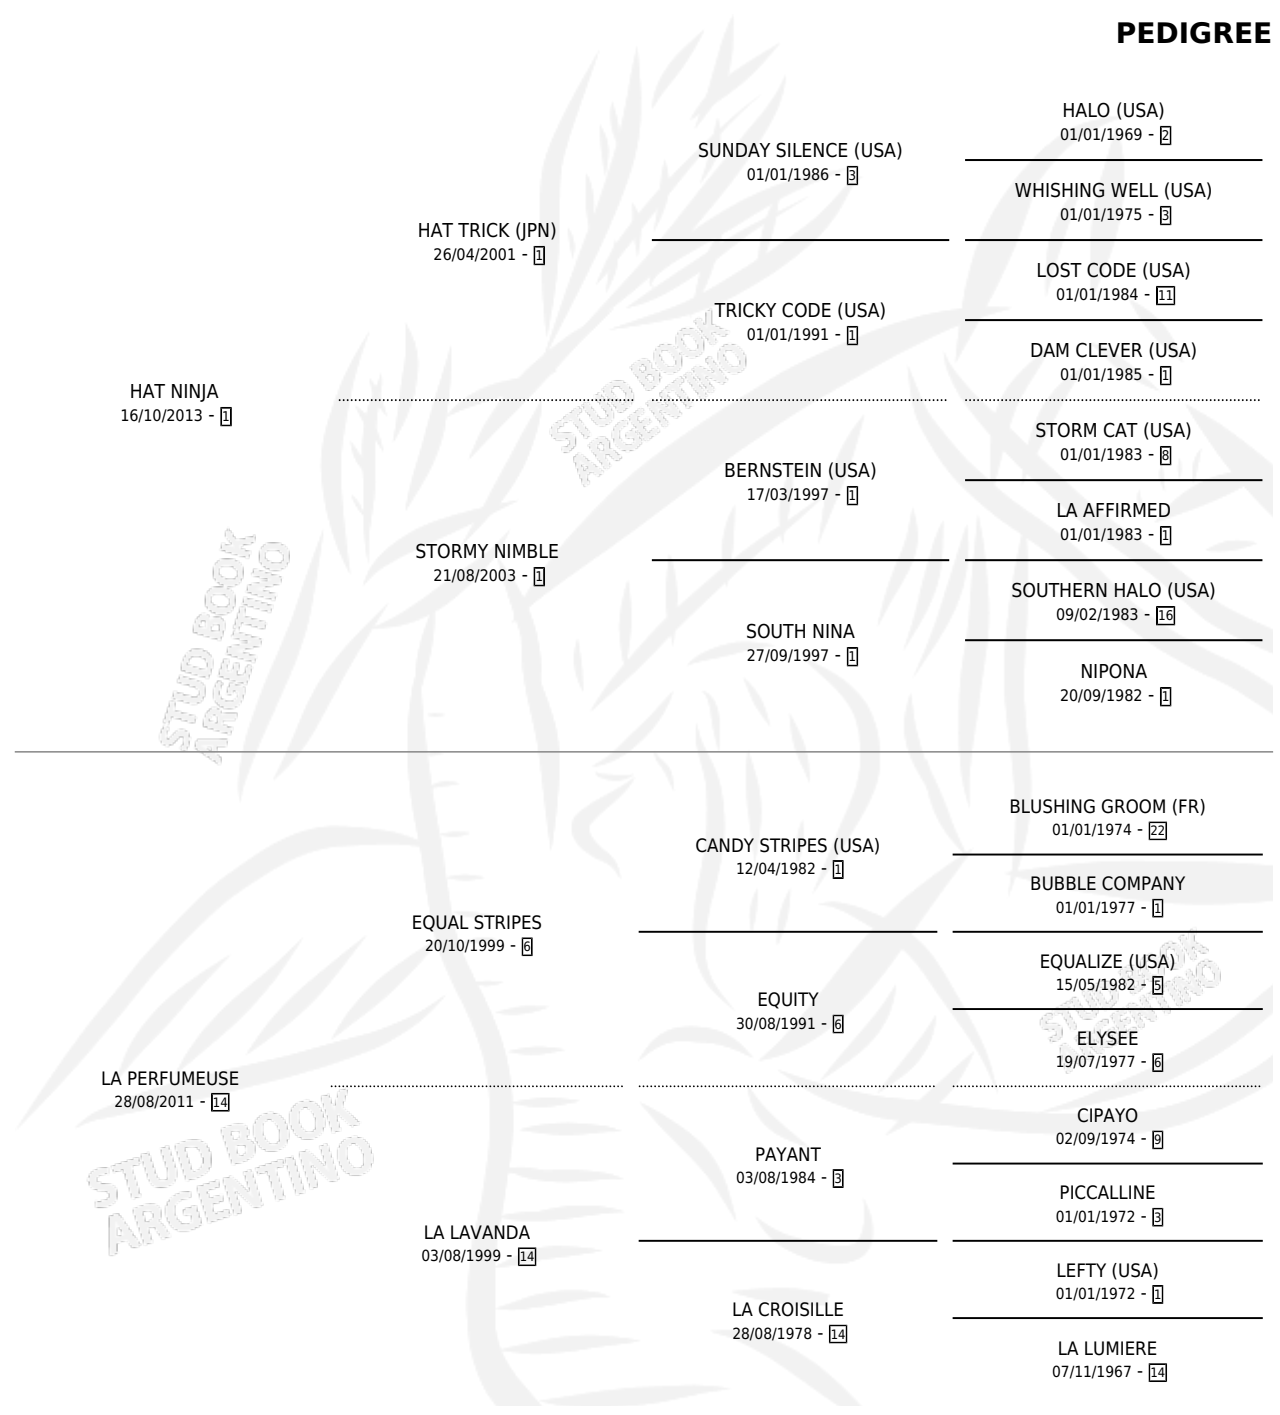 PEDIGREE
HALO (USA)
01/01/1969 - 2
SUNDAY SILENCE (USA)
01/01/1986 - 3
WHISHING WELL (USA)
01/01/1975 - 3
HAT TRICK (JPN)
26/04/2001 - 1
LOST CODE (USA)
01/01/1984 - 11
TRICKY CODE (USA)
01/01/1991 - 1
DAM CLEVER (USA)
01/01/1985 - 1
HAT NINJA
16/10/2013 - 1
STORM CAT (USA)
01/01/1983 - 8
BERNSTEIN (USA)
17/03/1997 - 1
LA AFFIRMED
01/01/1983 - 1
STORMY NIMBLE
21/08/2003 - 1
SOUTHERN HALO (USA)
09/02/1983 - 16
SOUTH NINA
27/09/1997 - 1
NIPONA
20/09/1982 - 1
BLUSHING GROOM (FR)
01/01/1974 - 22
CANDY STRIPES (USA)
12/04/1982 - 1
BUBBLE COMPANY
01/01/1977 - 1
EQUAL STRIPES
20/10/1999 - 6
EQUALIZE (USA)
15/05/1982 - 5
EQUITY
30/08/1991 - 6
ELYSEE
19/07/1977 - 6
LA PERFUMEUSE
28/08/2011 - 14
CIPAYO
02/09/1974 - 9
PAYANT
03/08/1984 - 3
PICCALLINE
01/01/1972 - 3
LA LAVANDA
03/08/1999 - 14
LEFTY (USA)
01/01/1972 - 1
LA CROISILLE
28/08/1978 - 14
LA LUMIERE
07/11/1967 - 14
STUD BOOK
ARGENTINO
STUD BOOK
ARGENTINO
STUD BOOK
ARGENTINO
STUD BOOK
ARGENTINO